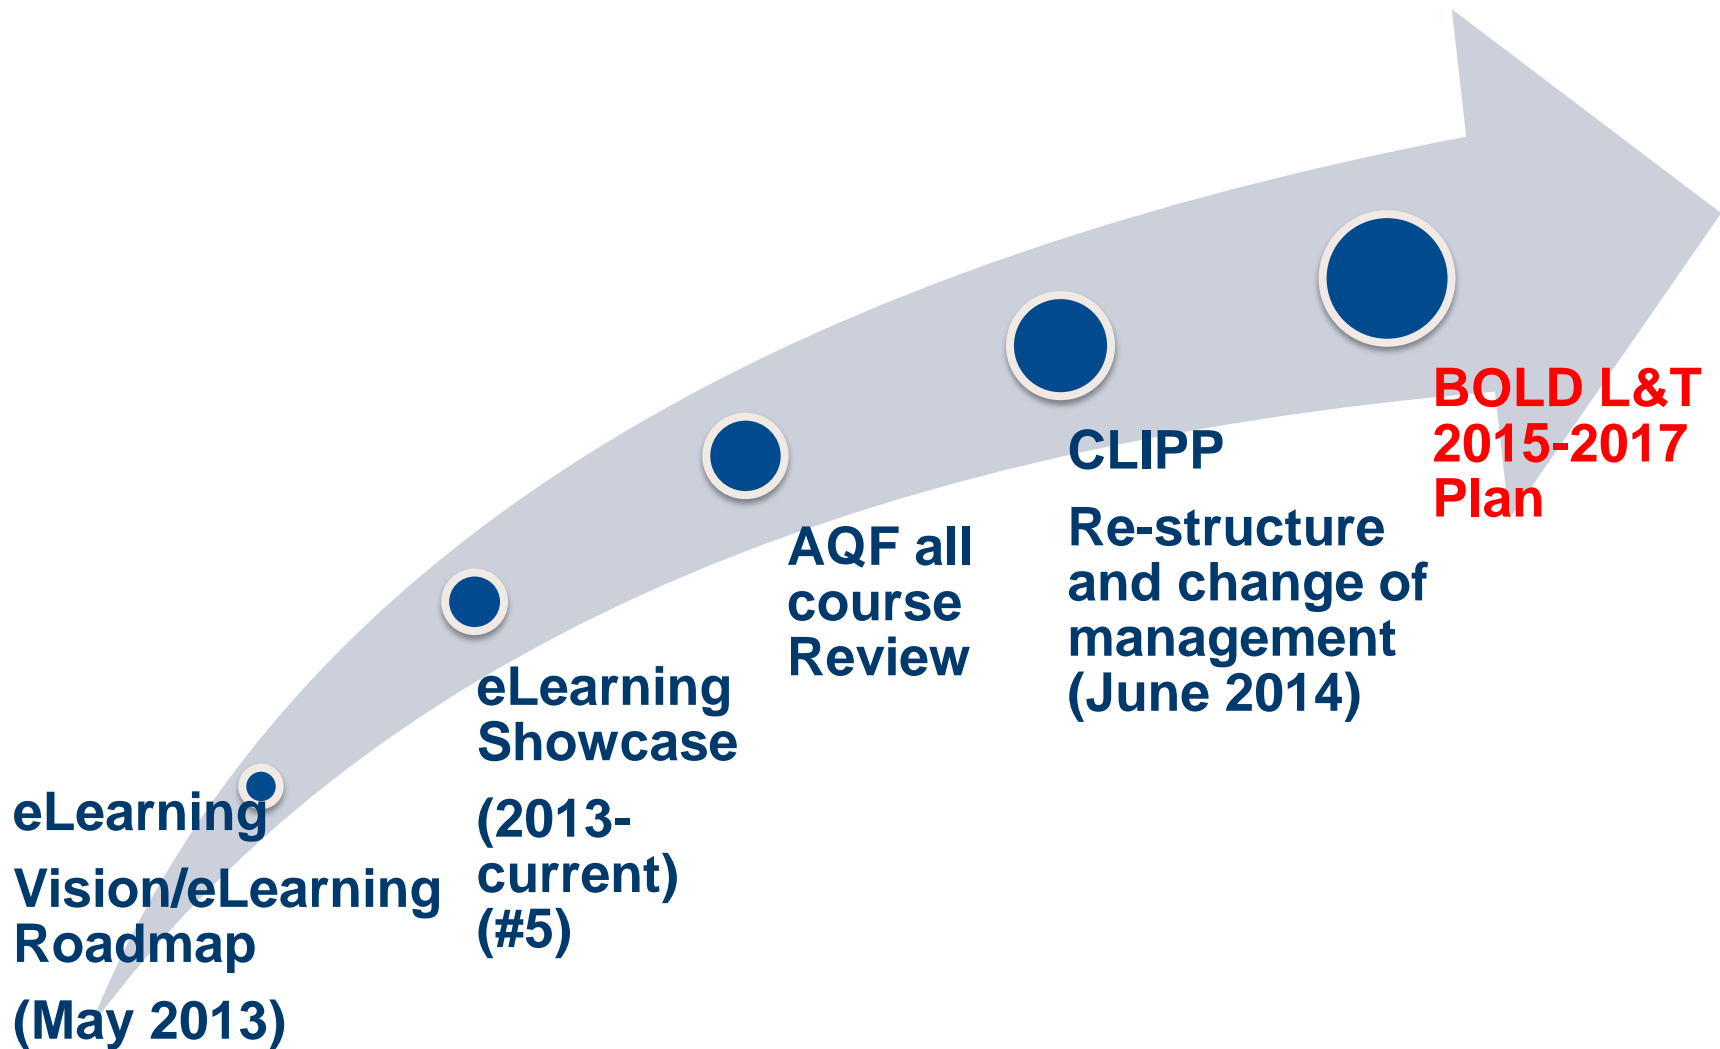 eLearning
Vision/eLearning
Roadmap
(May 2013)
eLearning
Showcase
(2013-
current)
(#5)
AQF all
course
Review
CLIPP
Re-structure
and change of
management
(June 2014)
BOLD L&T
2015-2017
Plan